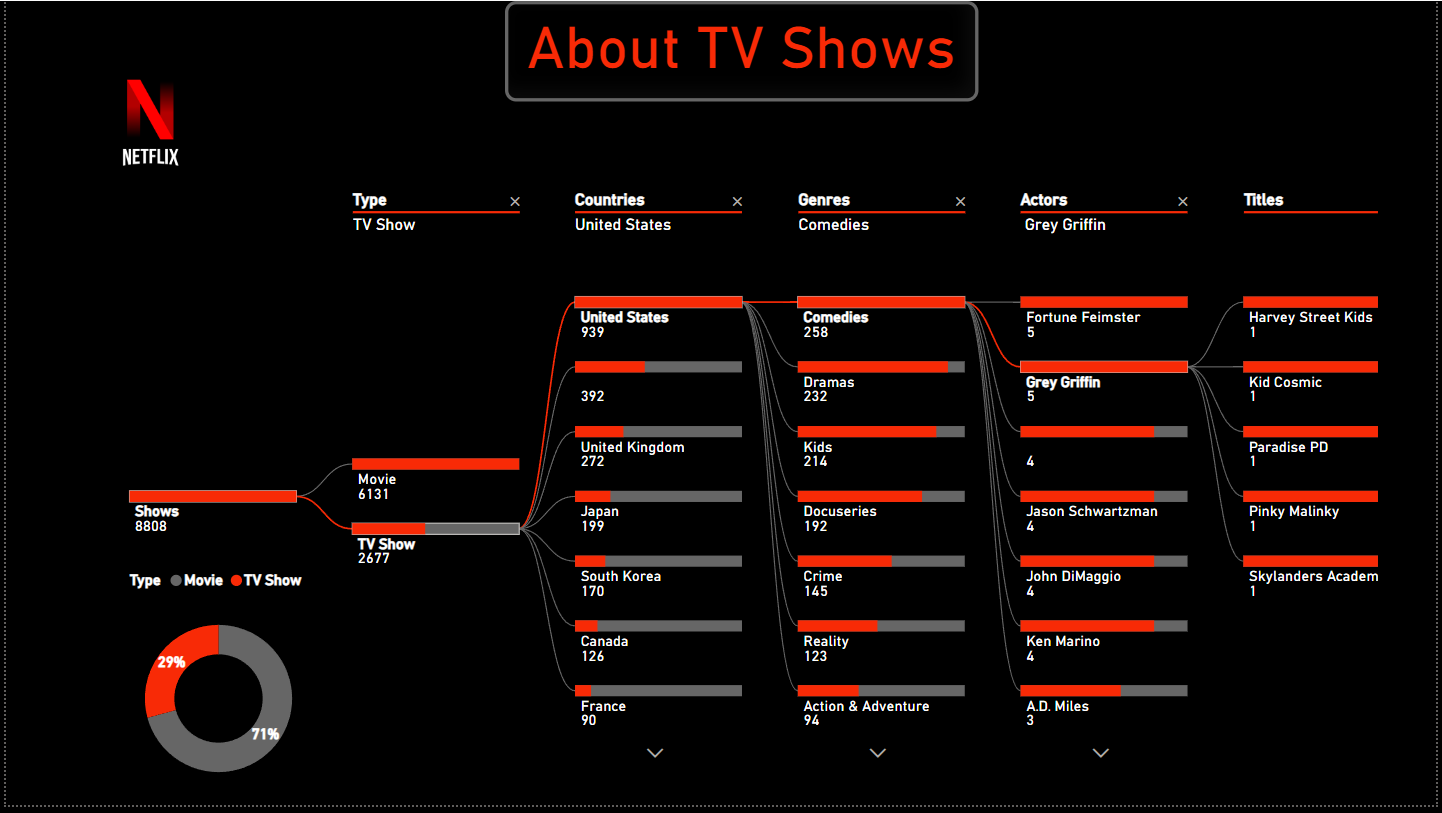 About TV Shows
NETFLIX
Type ×
TV Show
Countries ×
United States
Genres ×
Comedies
Actors ×
Grey Griffin
Titles
Shows
8808
Movie
6131
TV Show
2677
United States
939
392
United Kingdom
272
Japan
199
South Korea
170
Canada
126
France
90
Comedies
258
Dramas
232
Kids
214
Docuseries
192
Crime
145
Reality
123
Action & Adventure
94
Fortune Feimster
5
Grey Griffin
5
4
Jason Schwartzman
4
John DiMaggio
4
Ken Marino
4
A.D. Miles
3
Harvey Street Kids
1
Kid Cosmic
1
Paradise PD
1
Pinky Malinky
1
Skylanders Academ
1
Type Movie TV Show
29%
71%